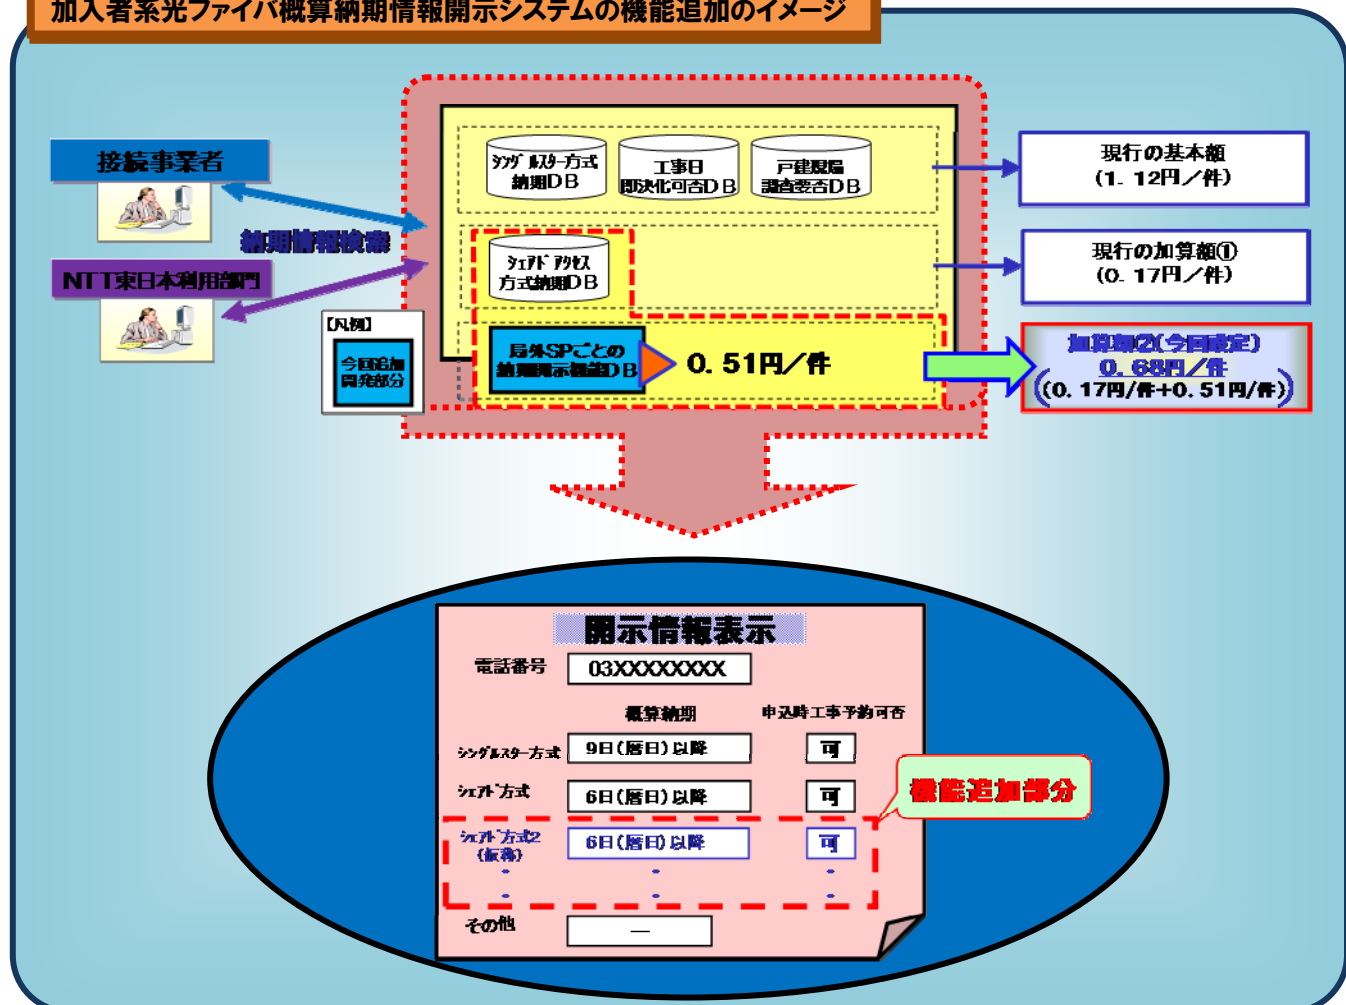 加入者系光ファイバ概算納期情報開示システムの機能追加のイメージ
接続事業者
納期情報検索
NTT東日本利用部門
【凡例】
今回追加
開発部分
シングルスター方式
納期DB
工事日
即決化可否DB
戸建現場
調査要否DB
シェアドアクセス
方式納期DB
局外SPごとの
納期開示機能DB
0.51円/件
現行の基本額
(1.12円/件)
現行の加算額①
(0.17円/件)
加算額②(今回設定)
0.68円/件
(0.17円/件+0.51円/件)
開示情報表示
電話番号 03XXXXXXXX
概算納期 申込時工事予約可否
シングルスター方式 9日(暦日)以降 可
シェアド方式 6日(暦日)以降 可
シェアド方式2 6日(暦日)以降 可
(仮称)
機能追加部分
その他 ―